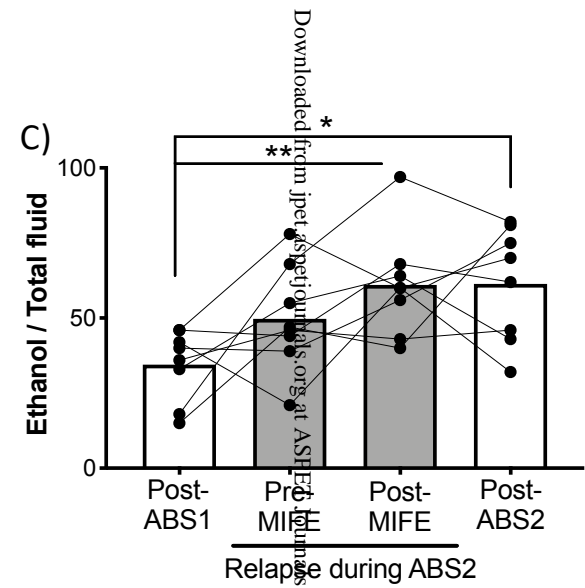 C)
*
**
100
50
0
Ethanol / Total fluid
Post-
ABS1
Pre-
MIFE
Post-
MIFE
Post-
ABS2
Relapse during ABS2
Downloaded from jpet.aspetjournals.org at ASPET Journals